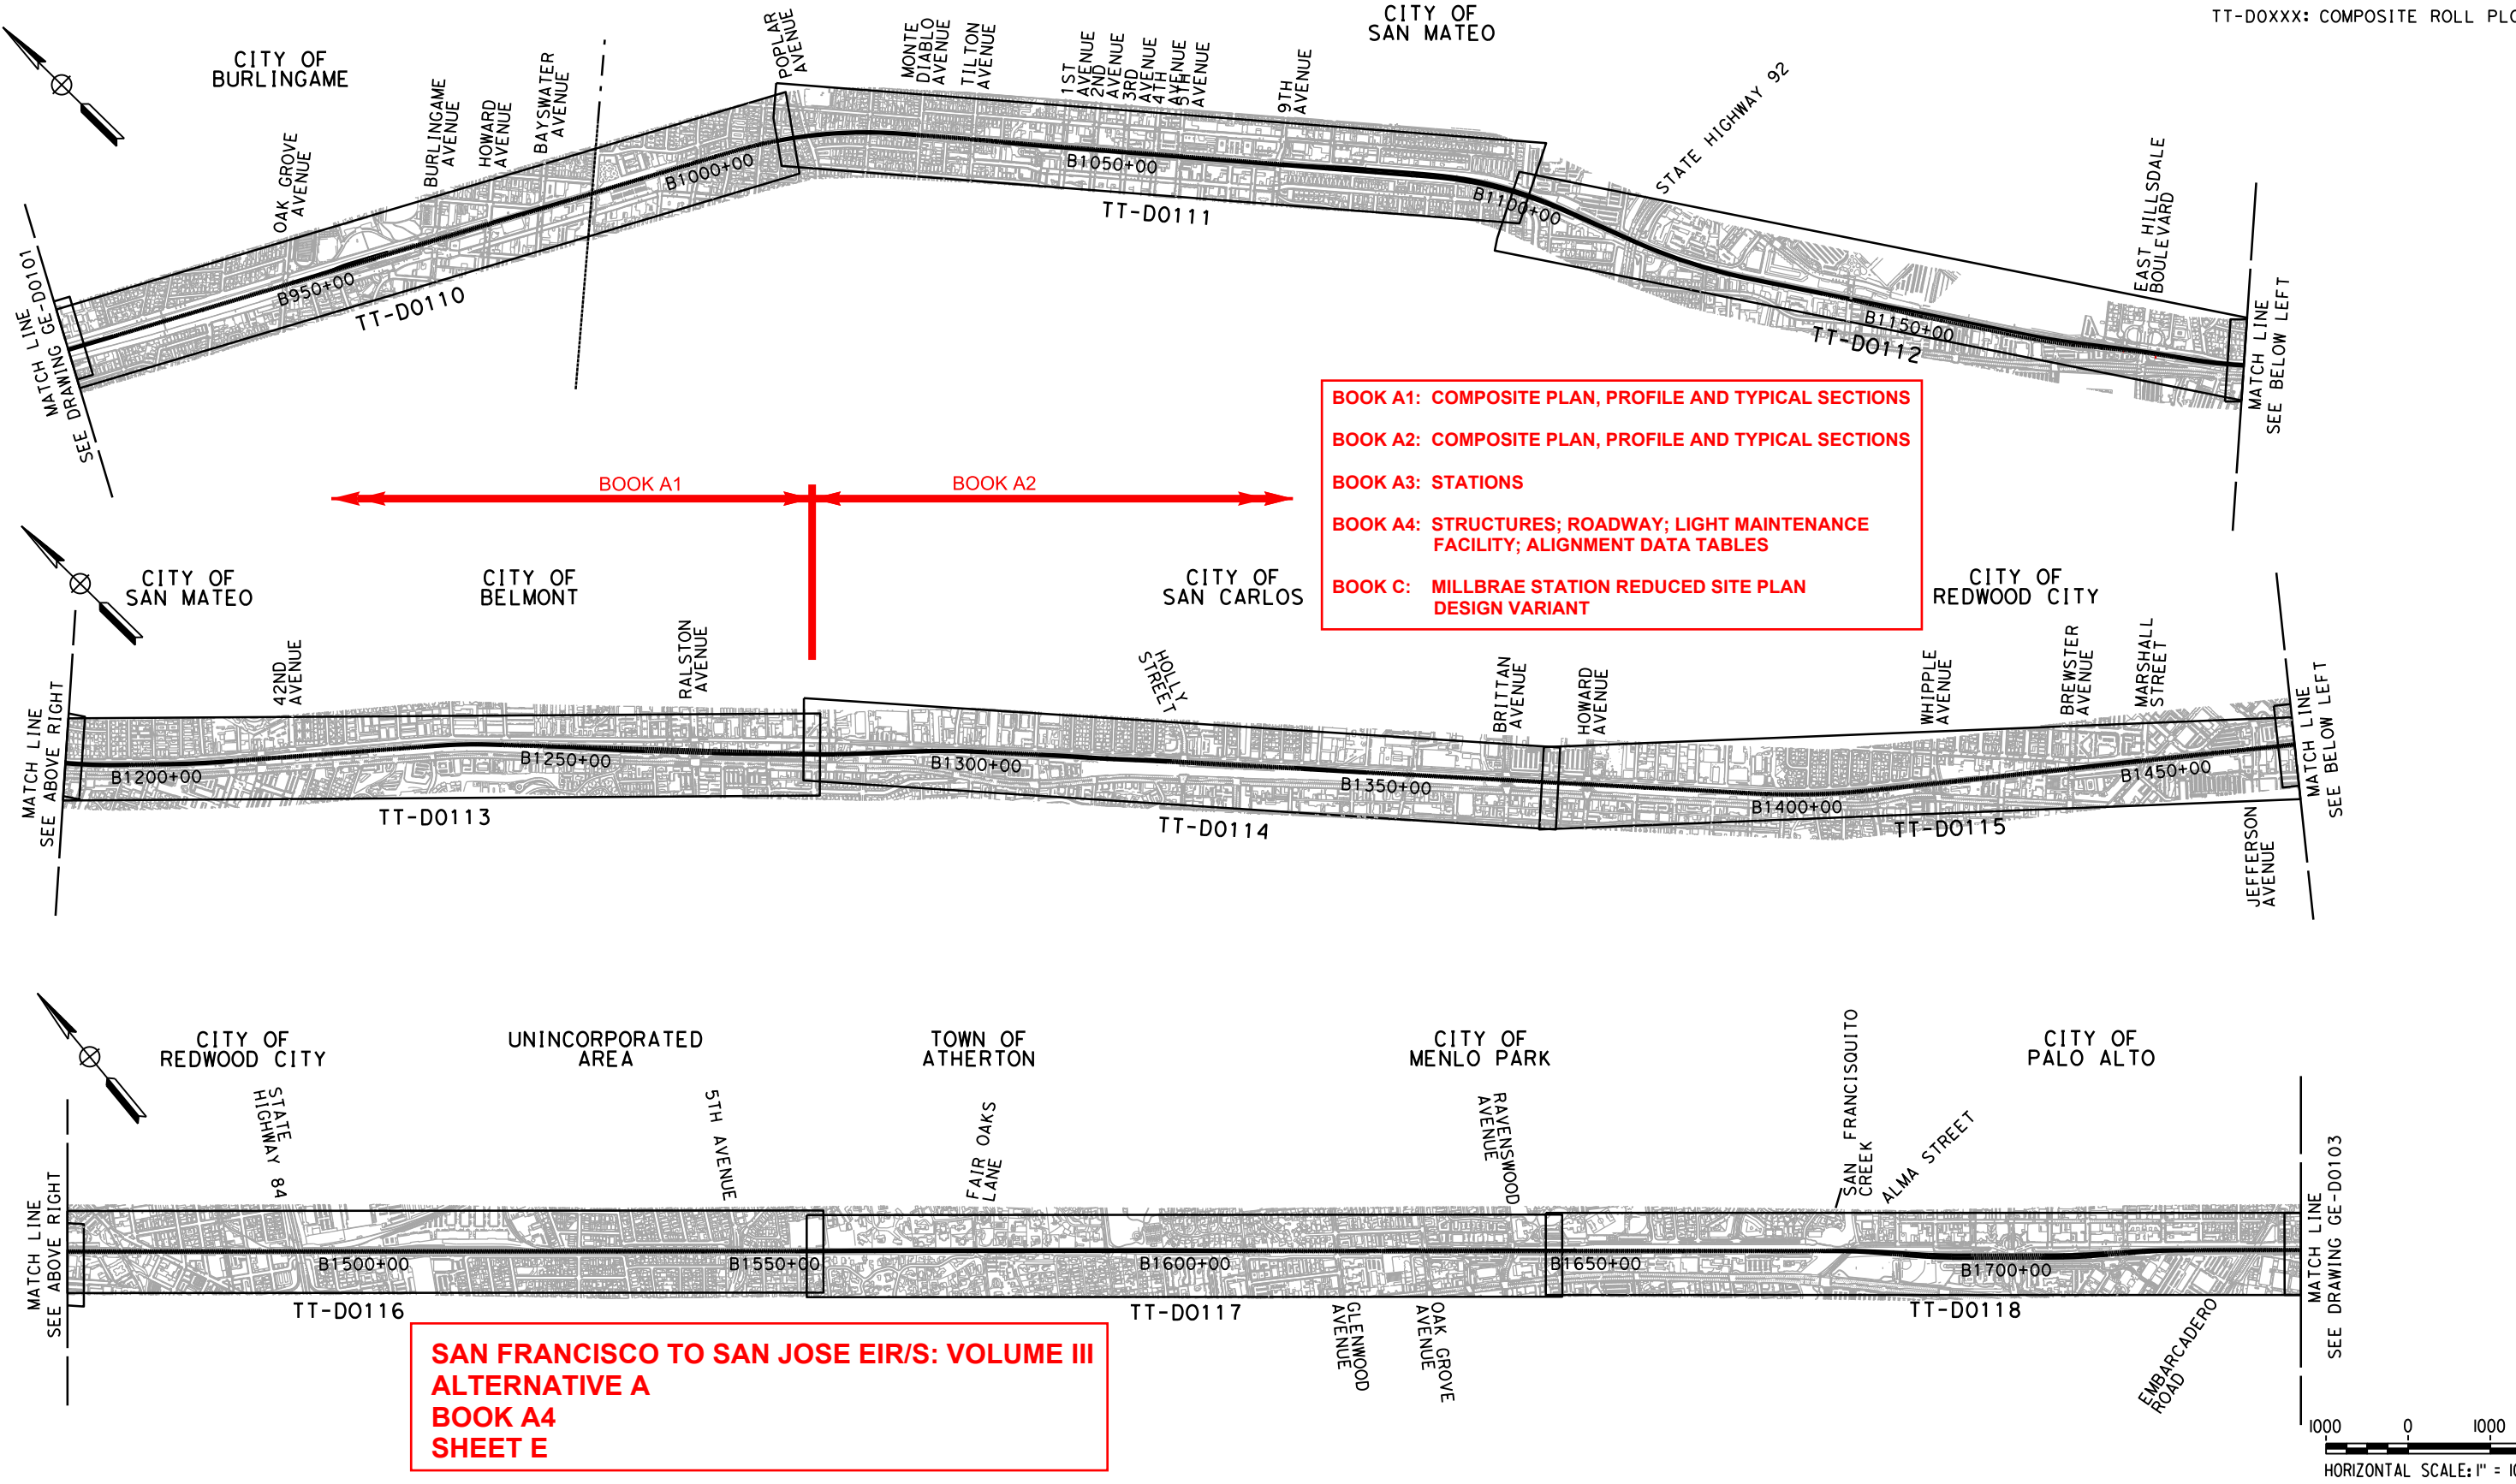 TT-D0XXX: COMPOSITE ROLL
CITY OF
BURLINGAME
CITY OF
SAN MATEO
OAK GROVE
AVENUE
BURLINGAME
AVENUE
HOWARD
AVENUE
BAYSWATER
AVENUE
POPLAR
AVENUE
MONTE
DIABLO
AVENUE
TILTON
AVENUE
1ST
AVENUE
2ND
AVENUE
3RD
AVENUE
4TH
AVENUE
5TH
AVENUE
9TH
AVENUE
STATE HIGHWAY 92
EAST HILLSDALE
BOULEVARD
MATCH LINE
SEE DRAWING GE-D0101
B950+00
TT-D0110
B1000+00
B1050+00
TT-D0111
B1100+00
B1150+00
TT-D0112
MATCH LINE
SEE BELOW LEFT
BOOK A1: COMPOSITE PLAN, PROFILE AND TYPICAL SECTIONS
BOOK A2: COMPOSITE PLAN, PROFILE AND TYPICAL SECTIONS
BOOK A3: STATIONS
BOOK A4: STRUCTURES; ROADWAY; LIGHT MAINTENANCE
FACILITY; ALIGNMENT DATA TABLES
BOOK C: MILLBRAE STATION REDUCED SITE PLAN
DESIGN VARIANT
BOOK A1
BOOK A2
CITY OF
SAN MATEO
CITY OF
BELMONT
CITY OF
SAN CARLOS
CITY OF
REDWOOD CITY
42ND
AVENUE
RALSTON
AVENUE
HOLLY
STREET
BRITTAN
AVENUE
HOWARD
AVENUE
WHIPPLE
AVENUE
BREWSTER
AVENUE
MARSHALL
STREET
MATCH LINE
SEE ABOVE RIGHT
B1200+00
TT-D0113
B1250+00
B1300+00
TT-D0114
B1350+00
B1400+00
TT-D0115
B1450+00
JEFFERSON
AVENUE
MATCH LINE
SEE BELOW LEFT
CITY OF
REDWOOD CITY
UNINCORPORATED
AREA
TOWN OF
ATHERTON
CITY OF
MENLO PARK
CITY OF
PALO ALTO
STATE
HIGHWAY 84
5TH AVENUE
FAIR OAKS
LANE
RAVENSWOOD
AVENUE
SAN FRANCISQUITO
CREEK
ALMA STREET
MATCH LINE
SEE ABOVE RIGHT
B1500+00
TT-D0116
B1550+00
B1600+00
TT-D0117
B1650+00
B1700+00
TT-D0118
GLENWOOD
AVENUE
OAK GROVE
AVENUE
EMBARCADERO
ROAD
MATCH LINE
SEE DRAWING GE-D0103
SAN FRANCISCO TO SAN JOSE EIR/S: VOLUME III
ALTERNATIVE A
BOOK A4
SHEET E
1000 0 1000
HORIZONTAL SCALE: 1" =